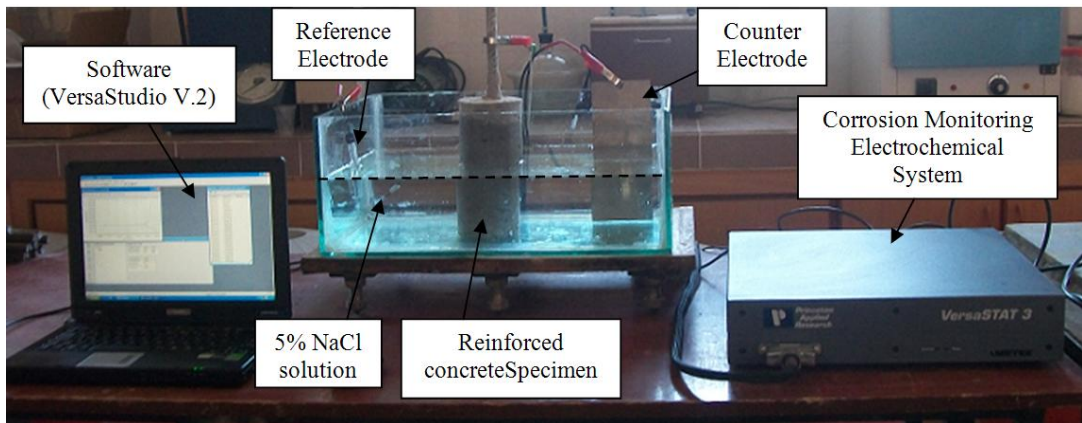 Reference
Electrode
Counter
Electrode
Software
(VersaStudio V.2)
Corrosion Monitoring
Electrochemical
System
5% NaCl
solution
Reinforced
concreteSpecimen
Princeton
Applied
Research
VersaSTAT 3
AMETEK